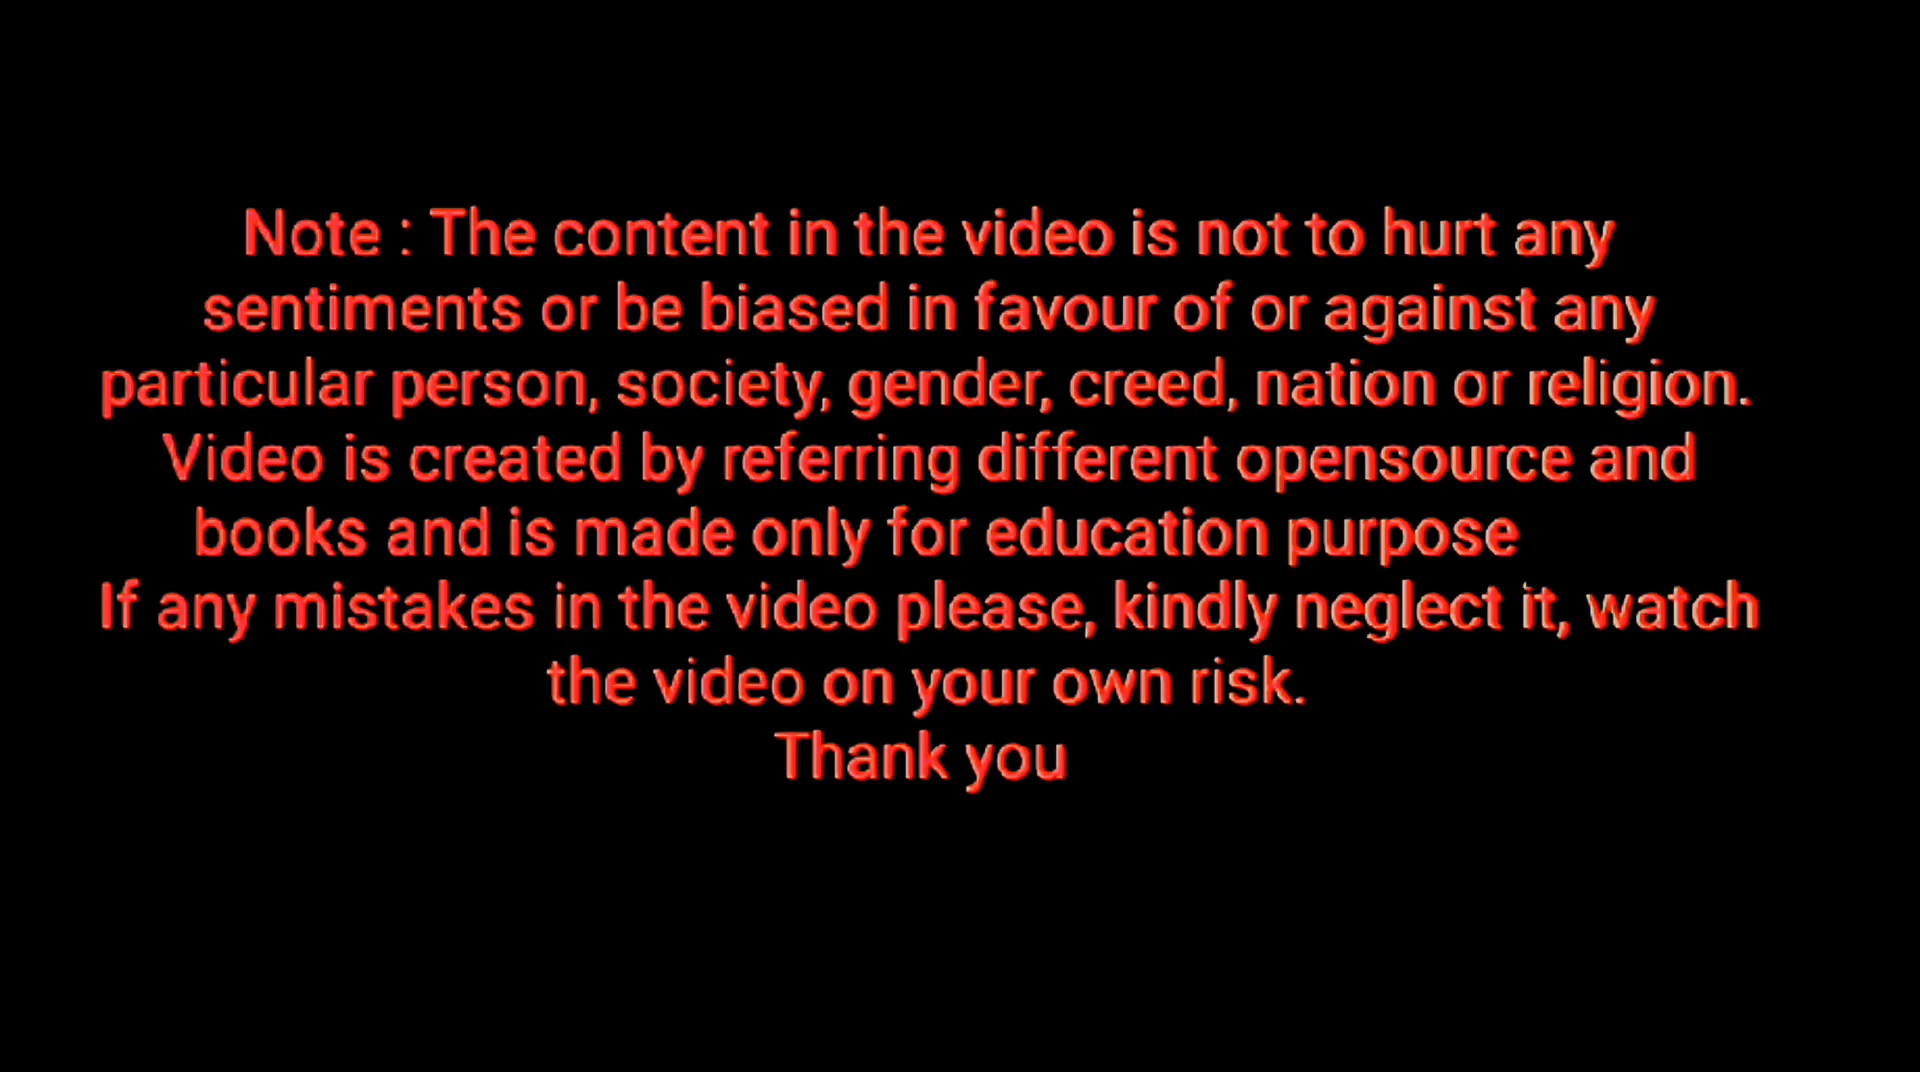 Note : The content in the video is not to hurt any
sentiments or be biased in favour of or against any
particular person, society, gender, creed, nation or religion.
Video is created by referring different opensource and
books and is made only for education purpose
If any mistakes in the video please, kindly neglect it, watch
the video on your own risk.
Thank you